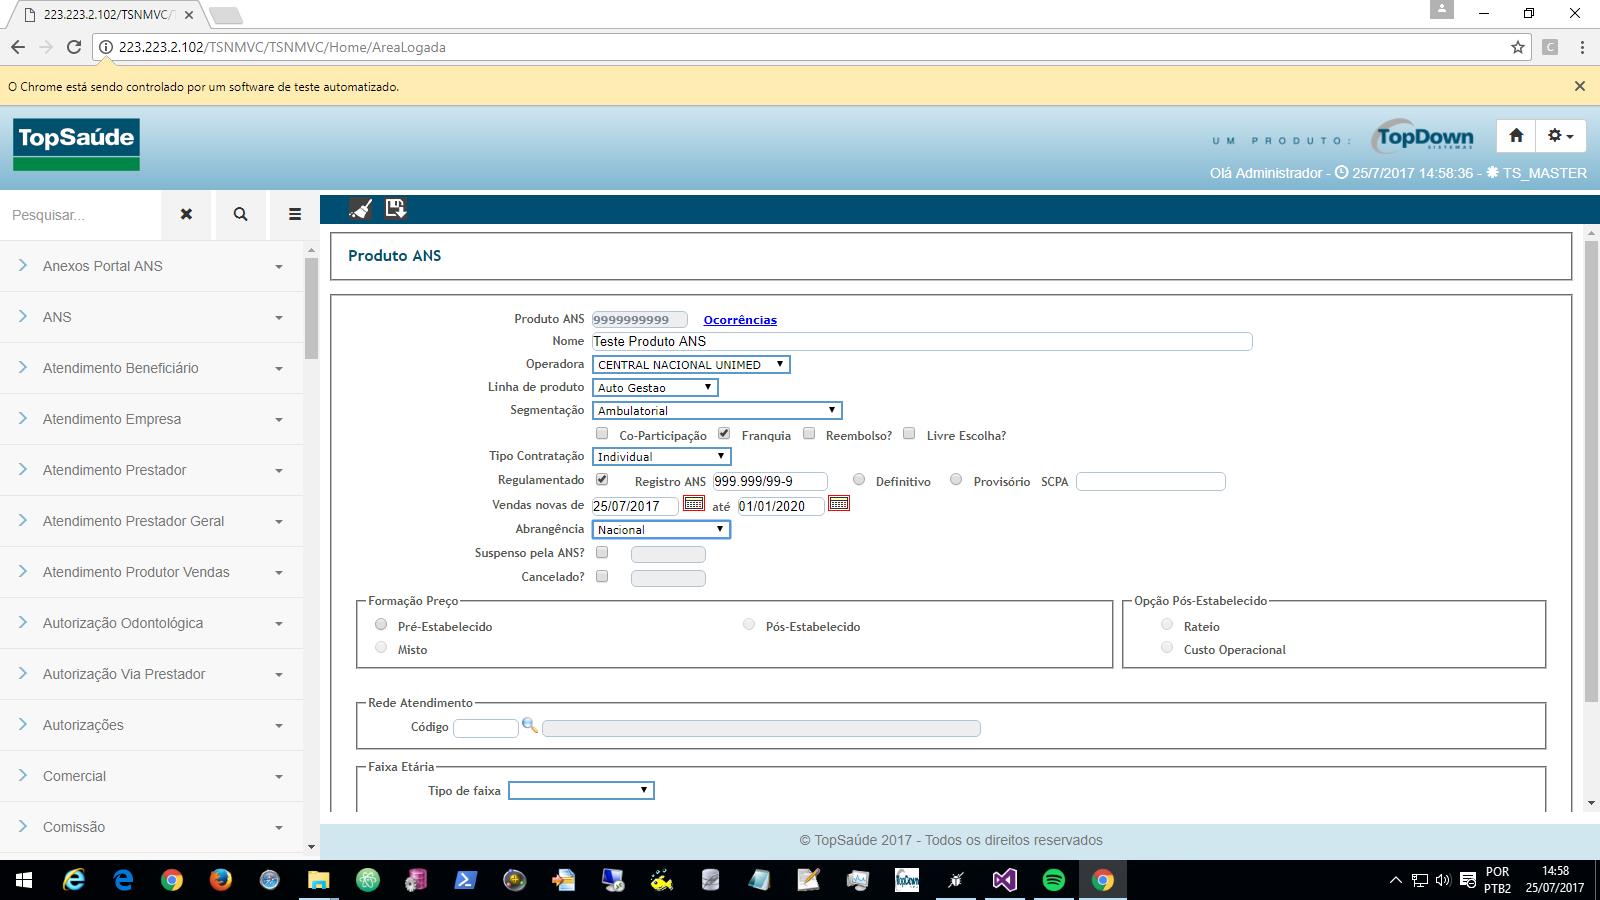 223.223.2.102/TSNMVC/T
223.223.2.102/TSNMVC/TSNMVC/Home/AreaLogada
C
O Chrome está sendo controlado por um software de teste automatizado.
TopSaúde
UM PRODUTO:
TopDown
SISTEMAS
Olá Administrador - 25/7/2017 14:58:36 - TS_MASTER
Pesquisar...
Anexos Portal ANS
ANS
Atendimento Beneficiário
Atendimento Empresa
Atendimento Prestador
Atendimento Prestador Geral
Atendimento Produtor Vendas
Autorização Odontológica
Autorização Via Prestador
Autorizações
Comercial
Comissão
Produto ANS
Produto ANS 9999999999 Ocorrências
Nome Teste Produto ANS
Operadora CENTRAL NACIONAL UNIMED
Linha de produto Auto Gestao
Segmentação Ambulatorial
Co-Participação Franquia Reembolso? Livre Escolha?
Tipo Contratação Individual
Regulamentado Registro ANS 999.999/99-9 Definitivo Provisório SCPA
Vendas novas de 25/07/2017 até 01/01/2020
Abrangência Nacional
Suspenso pela ANS?
Cancelado?
Formação Preço
Pré-Estabelecido Pós-Estabelecido
Misto
Opção Pós-Estabelecido
Rateio
Custo Operacional
Rede Atendimento
Código
Faixa Etária
Tipo de faixa
© TopSaúde 2017 - Todos os direitos reservados
TopDown
POR
PTB2
14:58
25/07/2017